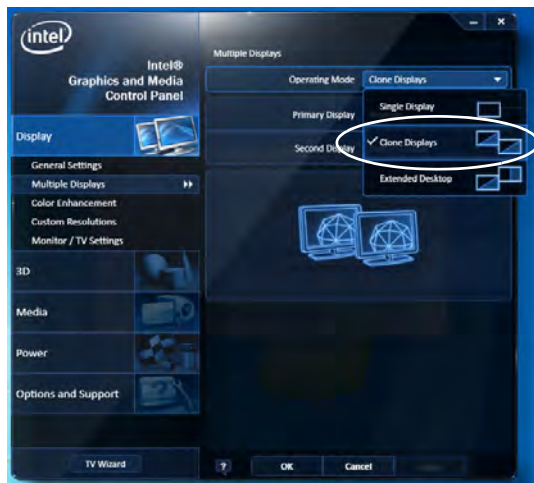 intel
Intel®
Graphics and Media
Control Panel
Display
General Settings
Multiple Displays
Color Enhancement
Custom Resolutions
Monitor / TV Settings
3D
Media
Power
Options and Support
TV Wizard
Multiple Displays
Operating Mode Clone Displays
Primary Display
Second Display
Single Display
Clone Displays
Extended Desktop
? OK Cancel